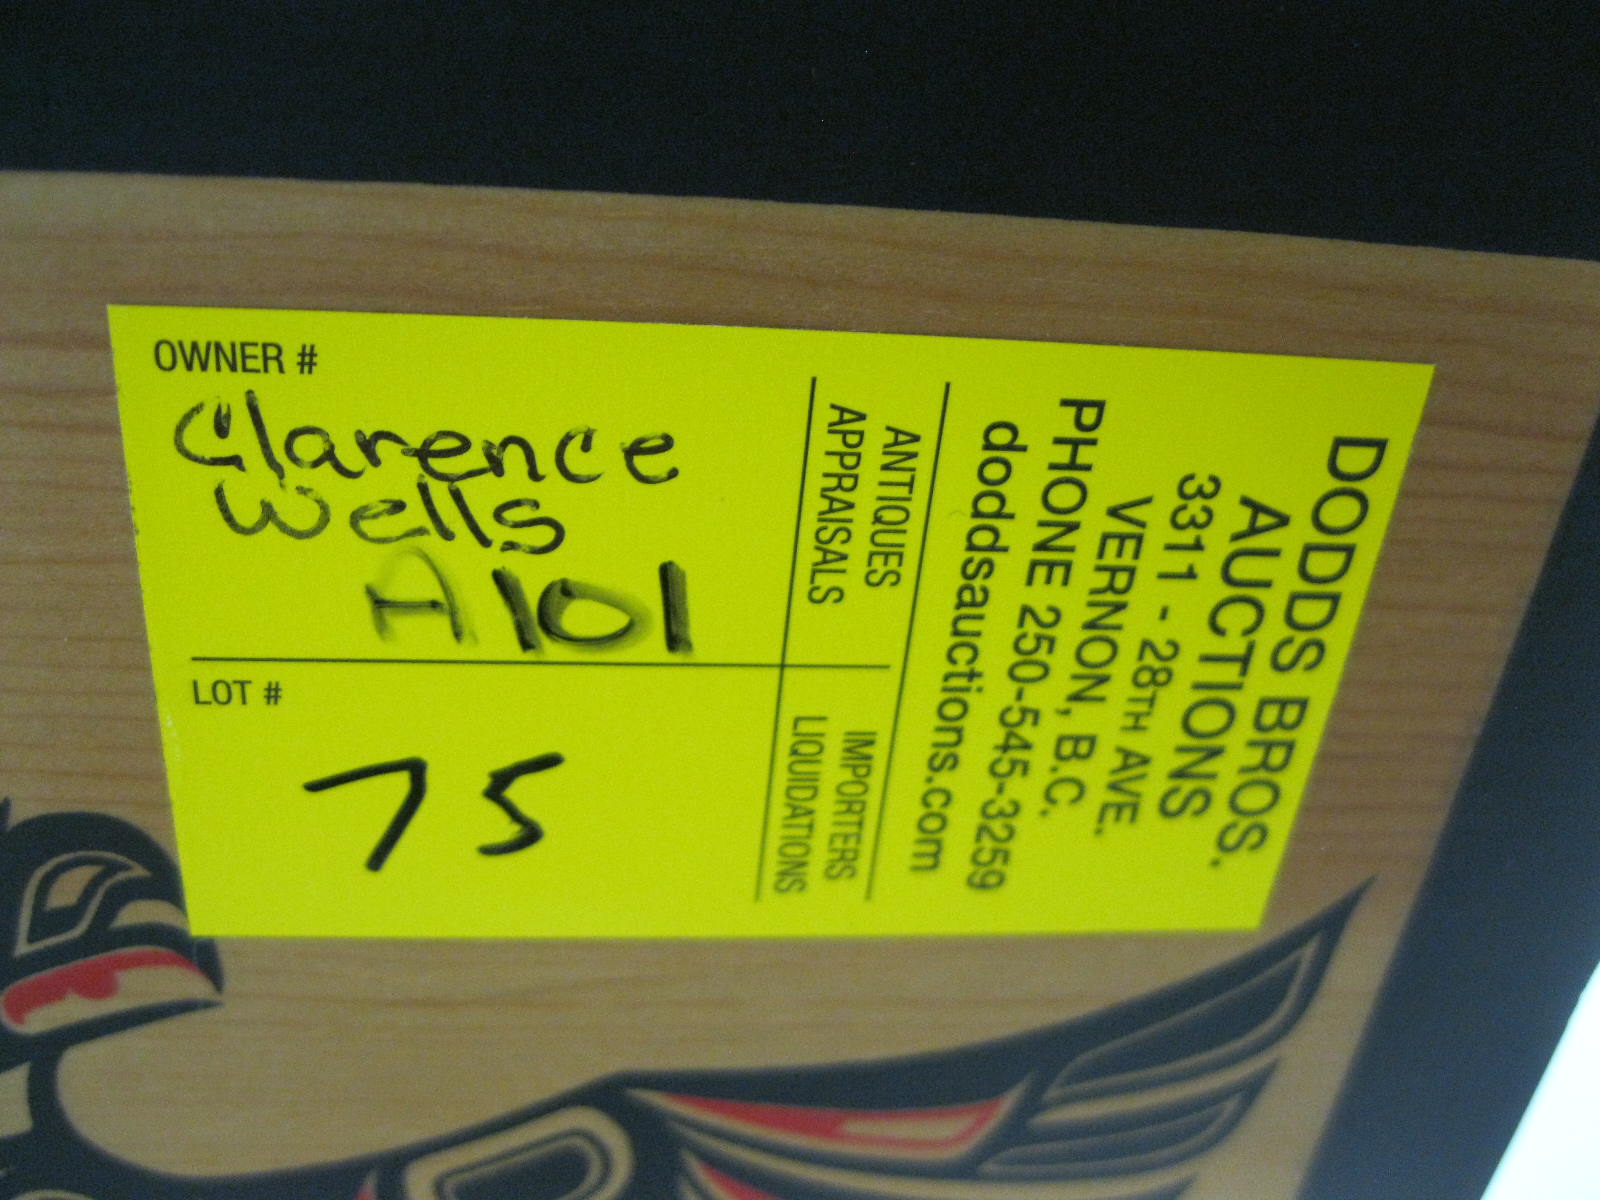 OWNER #
Clarence
Wells
A101
LOT #
75
DODDS BROS.
AUCTIONS
3311 - 28TH AVE.
VERNON, B.C.
PHONE 250-545-3259
doddsauctions.com
ANTIQUES
APPRAISALS
IMPORTERS
LIQUIDATIONS